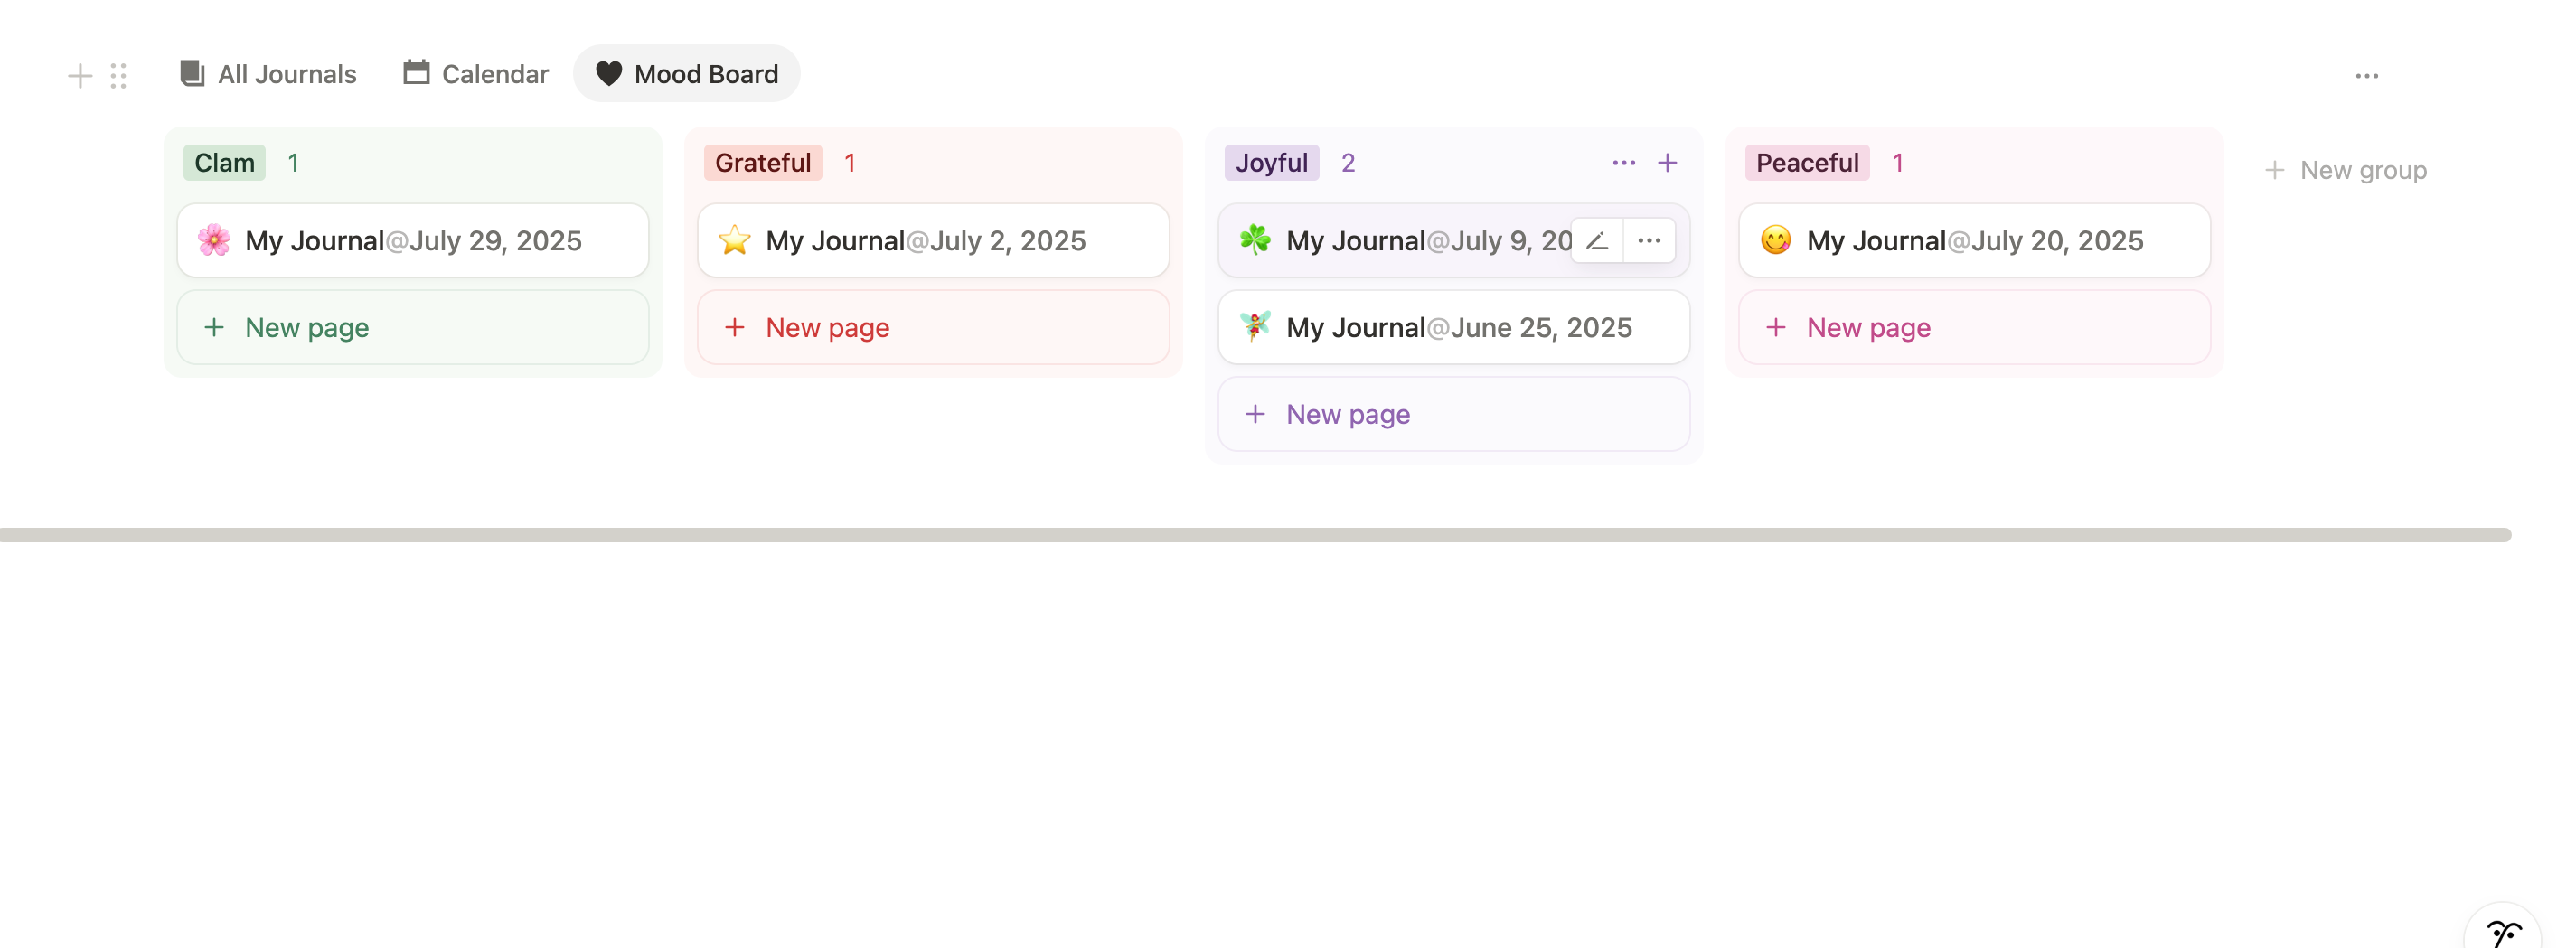 All Journals Calendar Mood Board
Clam 1
My Journal@July 29, 2025
New page
Grateful 1
My Journal@July 2, 2025
New page
Joyful 2
My Journal@July 9, 20
My Journal@June 25, 2025
New page
Peaceful 1
My Journal@July 20, 2025
New page
New group